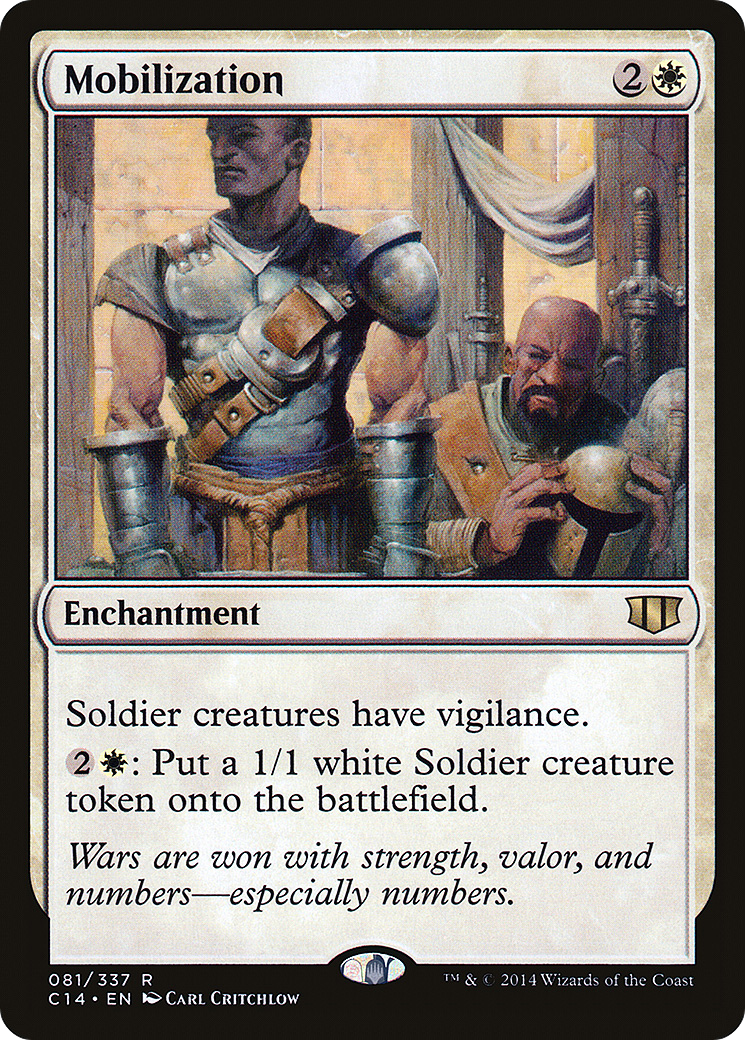 Mobilization 2
Enchantment
Soldier creatures have vigilance.
2 : Put a 1/1 white Soldier creature
token onto the battlefield.
Wars are won with strength, valor, and
numbers—especially numbers.
081/337 R
C14 • EN Carl Critchlow
™ & © 2014 Wizards of the Coast